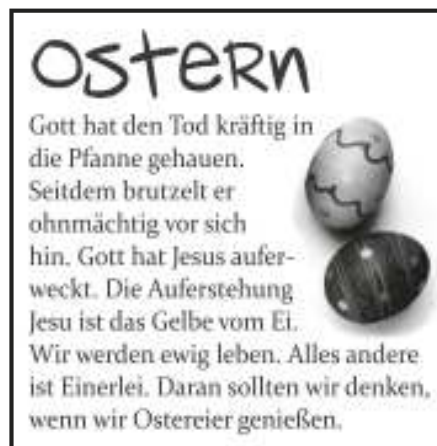 Ostern
Gott hat den Tod kräftig in
die Pfanne gehauen.
Seitdem brutzelt er
ohnmächtig vor sich
hin. Gott hat Jesus aufer-
weckt. Die Auferstehung
Jesu ist das Gelbe vom Ei.
Wir werden ewig leben. Alles andere
ist Einerlei. Daran sollten wir denken,
wenn wir Ostereier genießen.